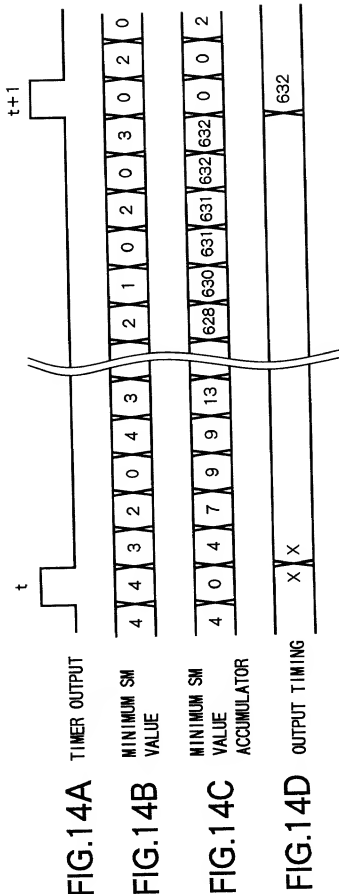 t t+1
FIG.14A TIMER OUTPUT
FIG.14B MINIMUM SM
VALUE
4 4 3 2 0 4 3 2 1 0 2 0 3 0 2 0
FIG.14C MINIMUM SM
VALUE
ACCUMULATOR
4 0 4 7 9 9 13 628 630 631 631 632 632 0 0 2
FIG.14D OUTPUT TIMING
X X 632